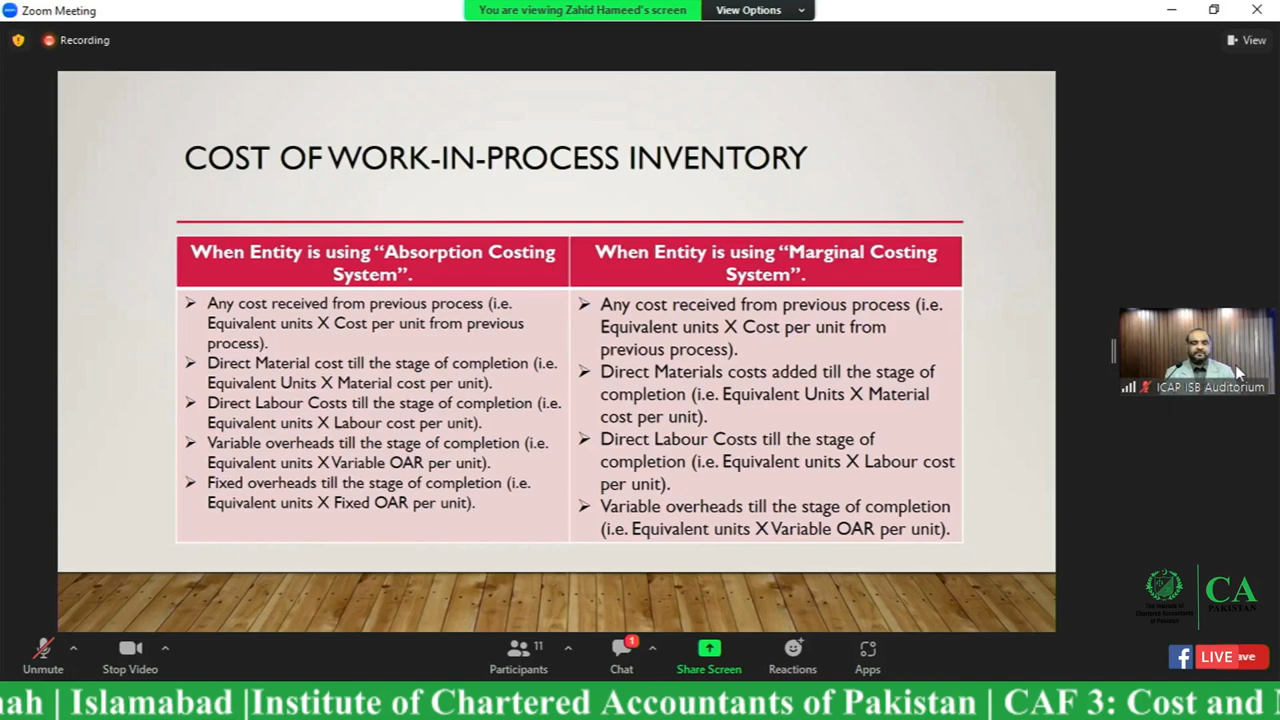 Zoom Meeting
You are viewing Zahid Hameed's screen
View Options
Recording
View
COST OF WORK-IN-PROCESS INVENTORY
When Entity is using “Absorption Costing
System”.
Any cost received from previous process (i.e.
Equivalent units X Cost per unit from previous
process).
Direct Material cost till the stage of completion (i.e.
Equivalent Units X Material cost per unit).
Direct Labour Costs till the stage of completion (i.e.
Equivalent units X Labour cost per unit).
Variable overheads till the stage of completion (i.e.
Equivalent units X Variable OAR per unit).
Fixed overheads till the stage of completion (i.e.
Equivalent units X Fixed OAR per unit).
When Entity is using “Marginal Costing
System”.
Any cost received from previous process (i.e.
Equivalent units X Cost per unit from
previous process).
Direct Materials costs added till the stage of
completion (i.e. Equivalent Units X Material
cost per unit).
Direct Labour Costs till the stage of
completion (i.e. Equivalent units X Labour cost
per unit).
Variable overheads till the stage of completion
(i.e. Equivalent units X Variable OAR per unit).
ICAP ISB Auditorium
The Institute of
Chartered Accountants
of Pakistan
CA
PAKISTAN
Unmute
Stop Video
11
Participants
1
Chat
Share Screen
Reactions
Apps
LIVE
nah | Islamabad |Institute of Chartered Accountants of Pakistan | CAF 3: Cost and